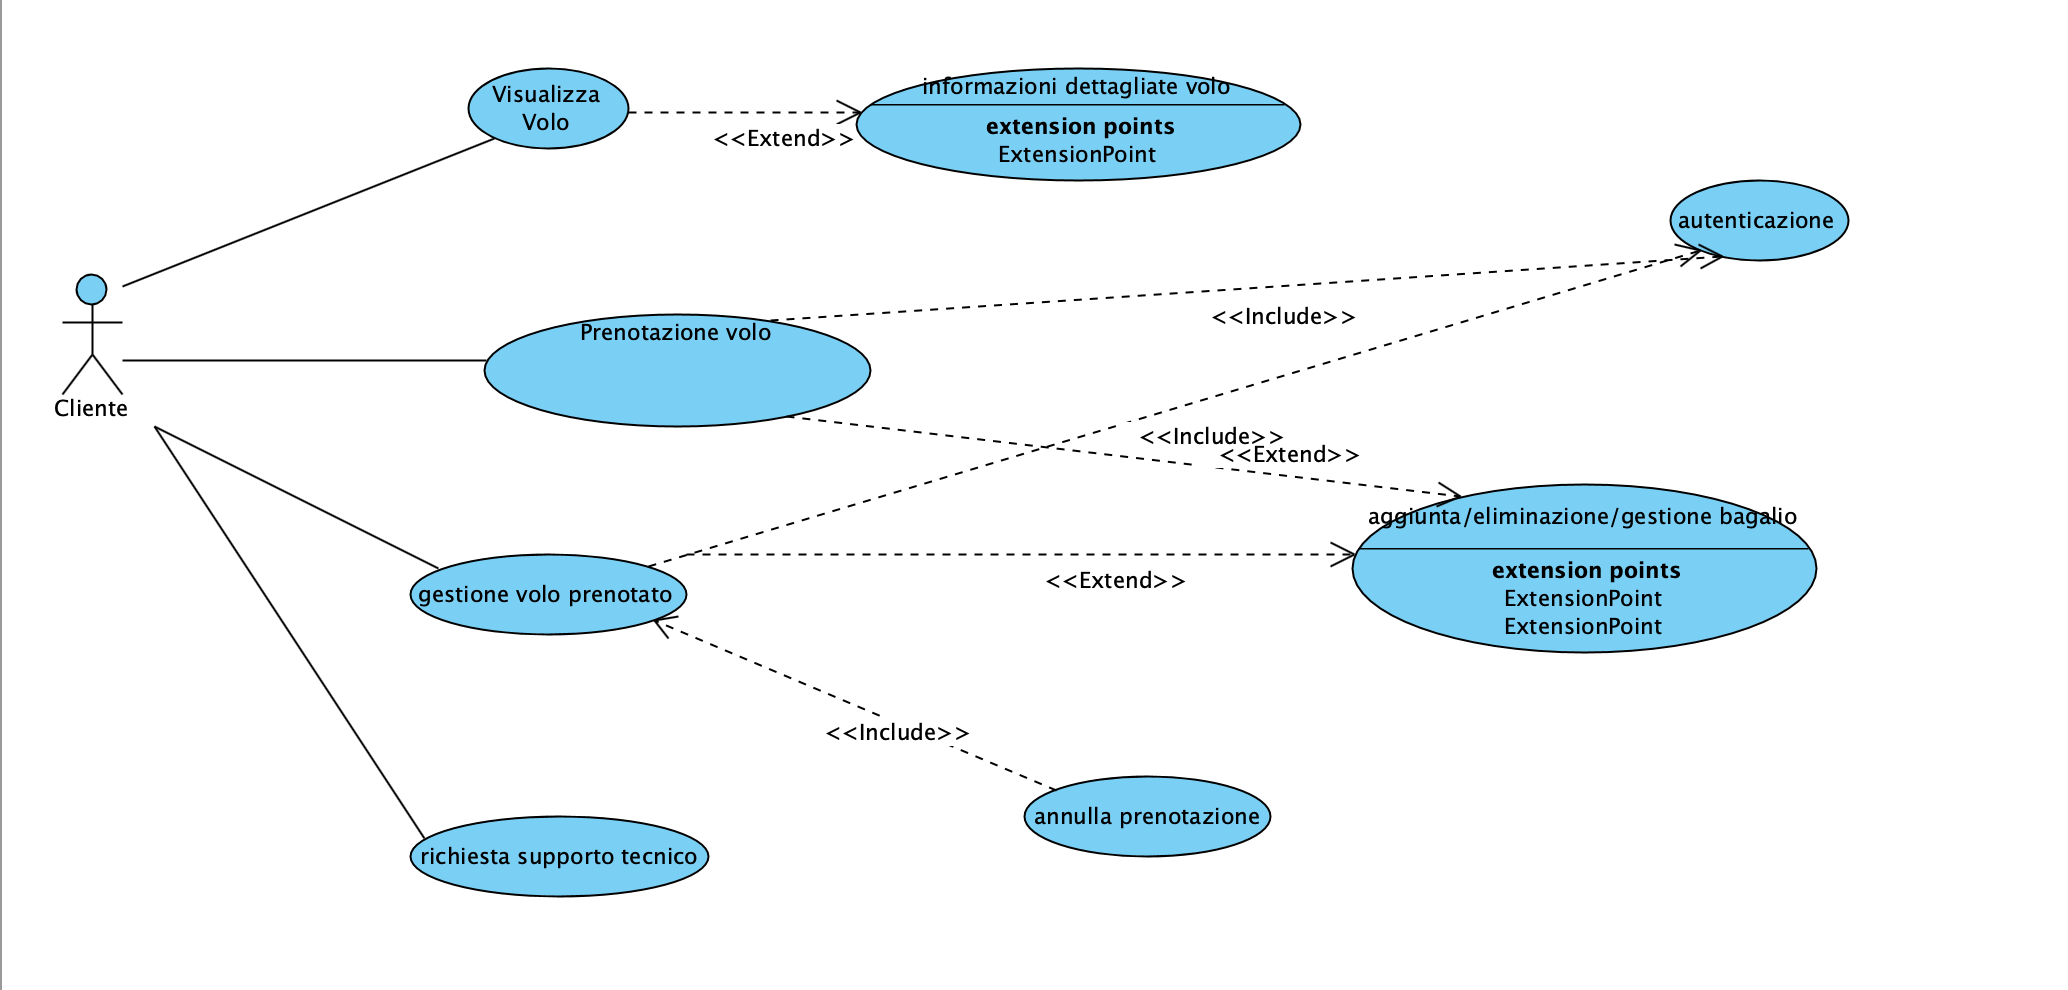 Visualizza
Volo
<<Extend>>
informazioni dettagliate volo
extension points
ExtensionPoint
autenticazione
Cliente
Prenotazione volo
<<Include>>
<<Include>>
<<Extend>>
aggiunta/eliminazione/gestione bagalio
extension points
ExtensionPoint
ExtensionPoint
gestione volo prenotato
<<Extend>>
<<Include>>
annulla prenotazione
richiesta supporto tecnico